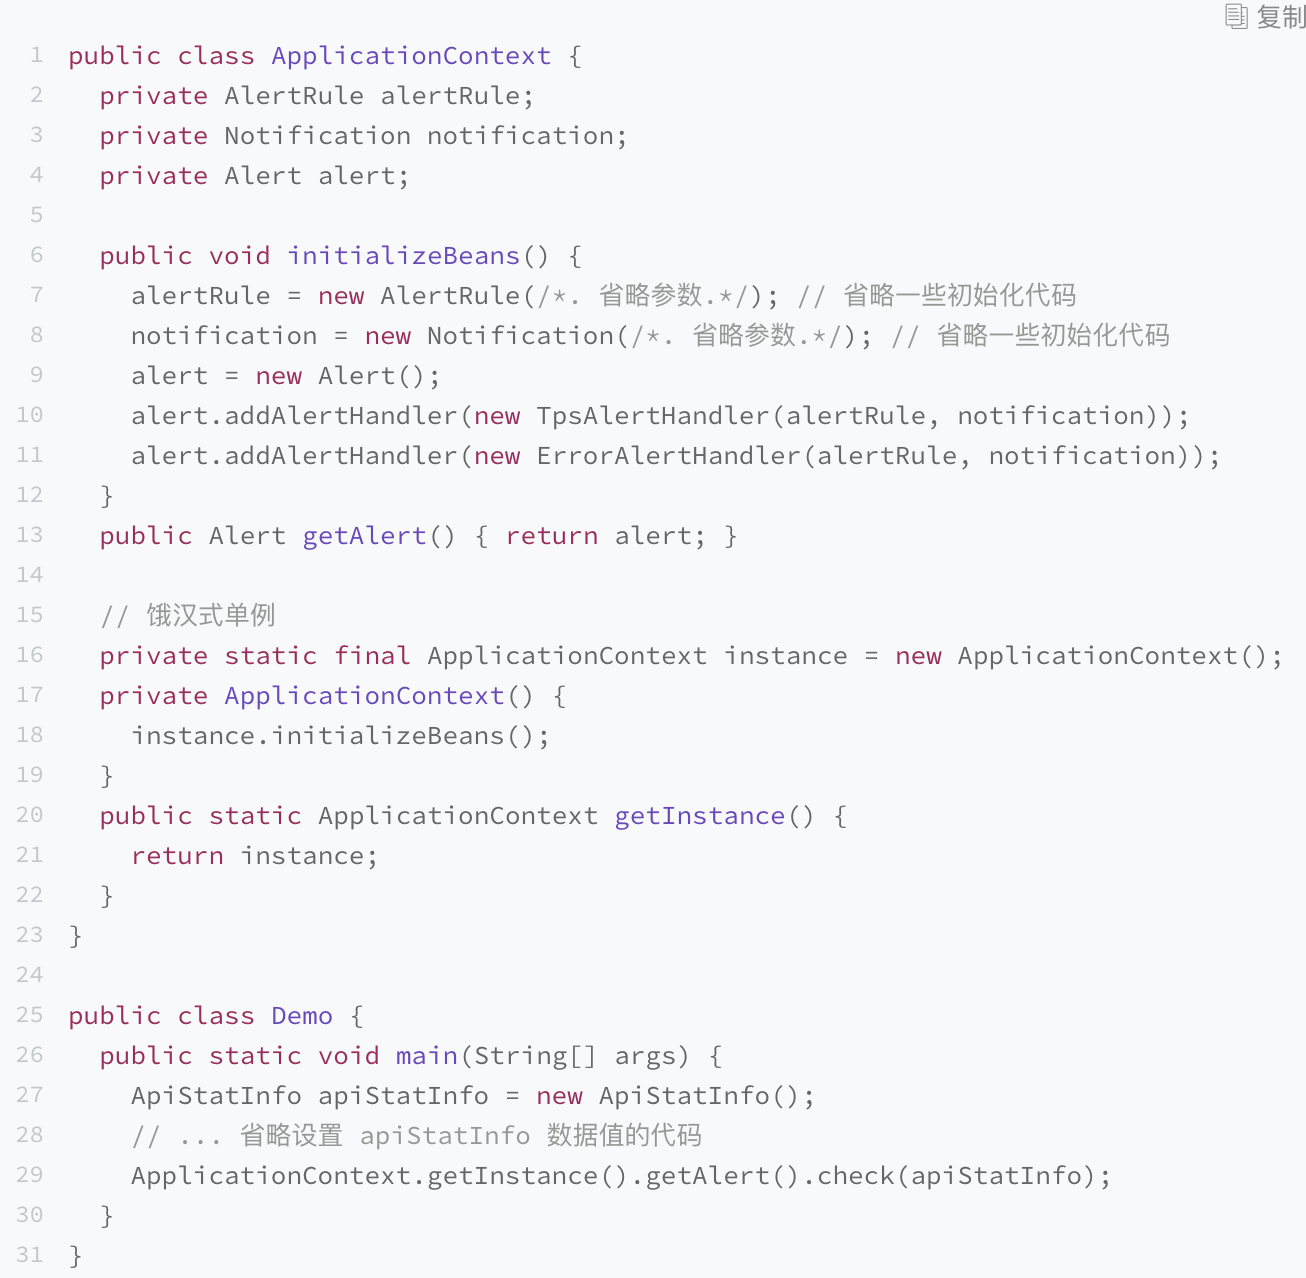 复制
1 public class ApplicationContext {
2   private AlertRule alertRule;
3   private Notification notification;
4   private Alert alert;
5
6   public void initializeBeans() {
7     alertRule = new AlertRule(/*. 省略参数.*/); // 省略一些初始化代码
8     notification = new Notification(/*. 省略参数.*/); // 省略一些初始化代码
9     alert = new Alert();
10     alert.addAlertHandler(new TpsAlertHandler(alertRule, notification));
11     alert.addAlertHandler(new ErrorAlertHandler(alertRule, notification));
12   }
13   public Alert getAlert() { return alert; }
14
15   // 饿汉式单例
16   private static final ApplicationContext instance = new ApplicationContext();
17   private ApplicationContext() {
18     instance.initializeBeans();
19   }
20   public static ApplicationContext getInstance() {
21     return instance;
22   }
23 }
24
25 public class Demo {
26   public static void main(String[] args) {
27     ApiStatInfo apiStatInfo = new ApiStatInfo();
28     // ... 省略设置 apiStatInfo 数据值的代码
29     ApplicationContext.getInstance().getAlert().check(apiStatInfo);
30   }
31 }